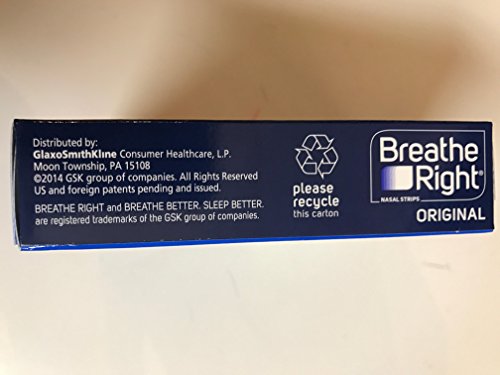 Distributed by:
GlaxoSmithKline Consumer Healthcare, L.P.
Moon Township, PA 15108
©2014 GSK group of companies. All Rights Reserved
US and foreign patents pending and issued.
BREATHE RIGHT and BREATHE BETTER. SLEEP BETTER.
are registered trademarks of the GSK group of companies.
please
recycle
this carton
Breathe
Right®
NASAL STRIPS
ORIGINAL